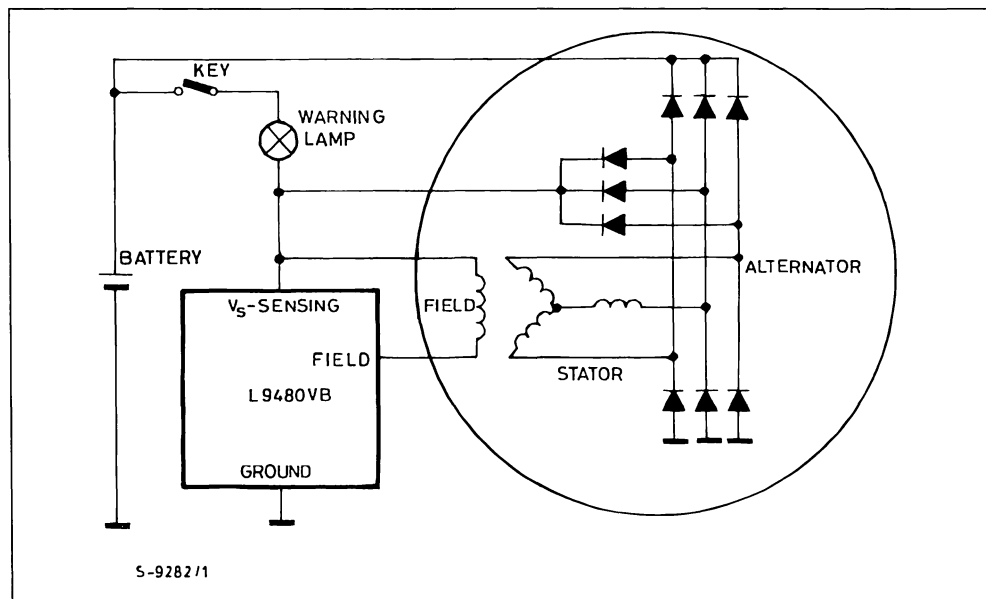 KEY
WARNING
LAMP
BATTERY
ALTERNATOR
Vs-SENSING
FIELD
FIELD
STATOR
L9480VB
GROUND
S-9282/1